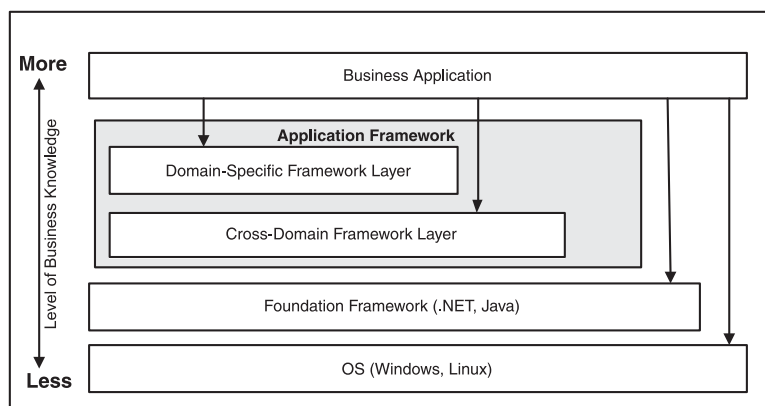 More
Business Application
Level of Business Knowledge
Application Framework
Domain-Specific Framework Layer
Cross-Domain Framework Layer
Foundation Framework (.NET, Java)
Less
OS (Windows, Linux)